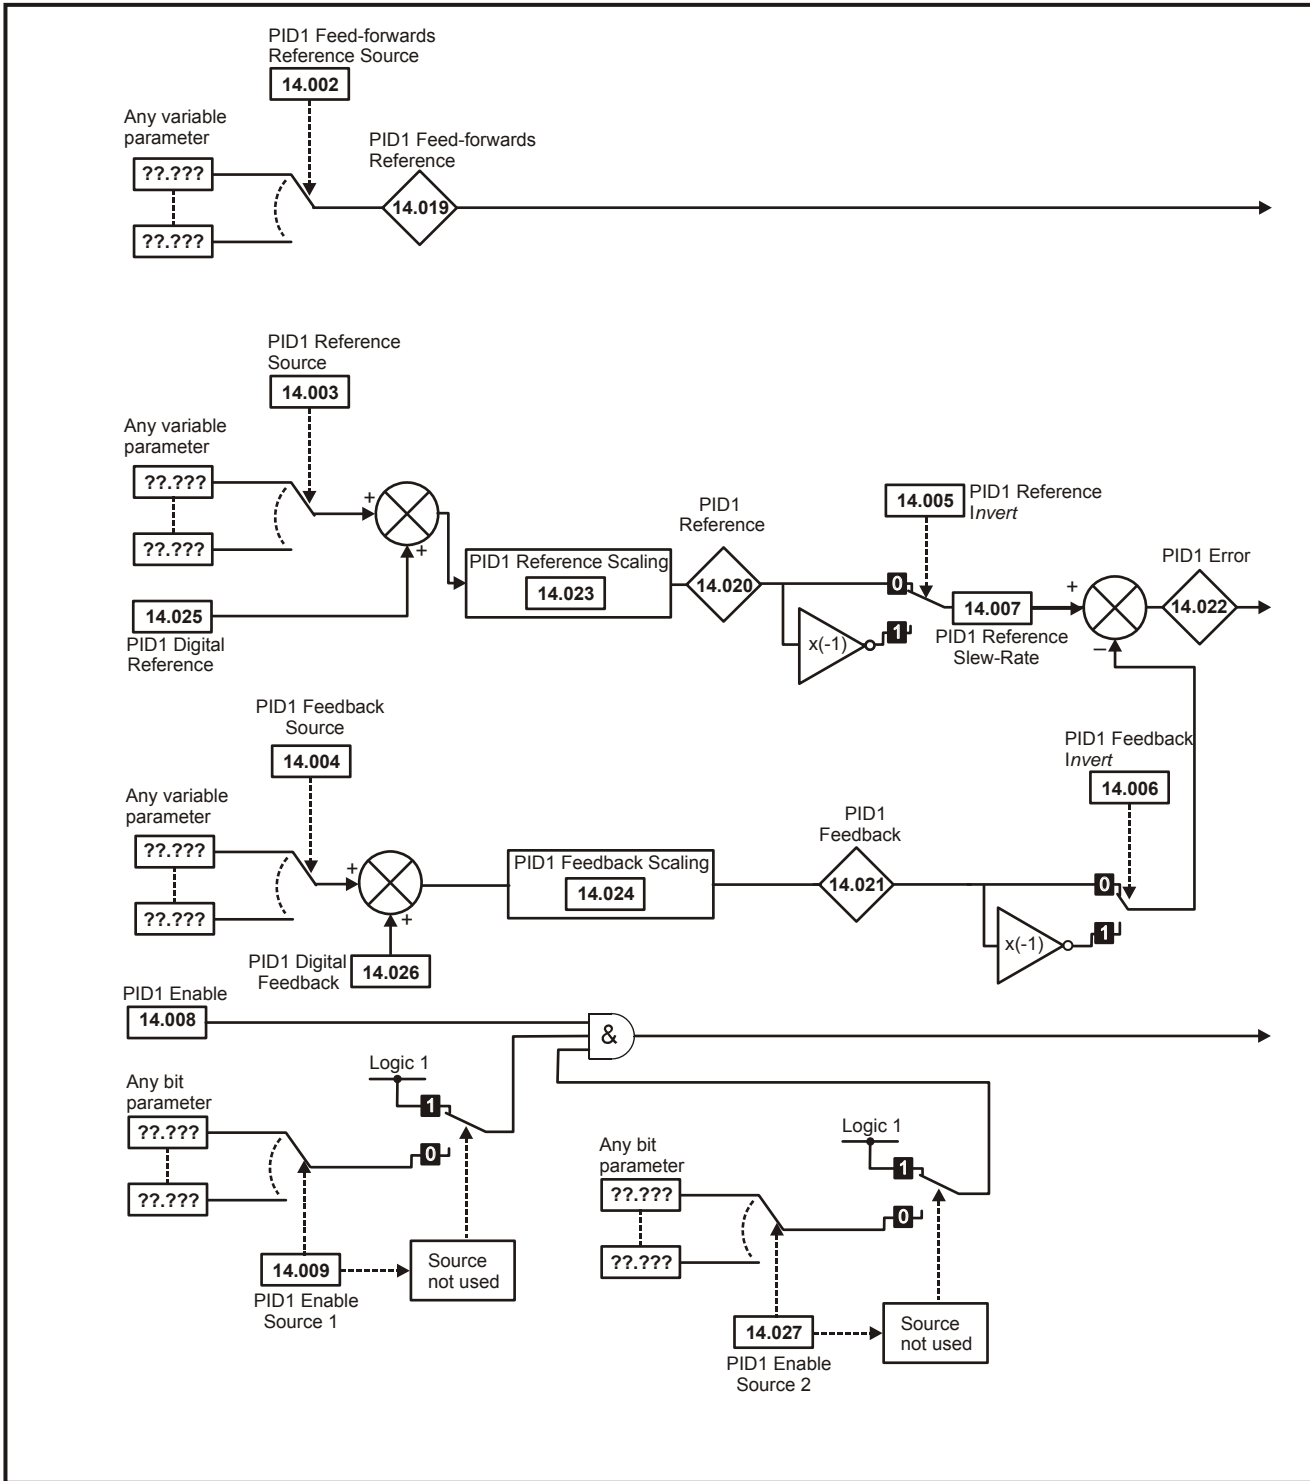 PID1 Feed-forwards
Reference Source
14.002
Any variable
parameter
??.???
??.???
PID1 Feed-forwards
Reference
14.019
PID1 Reference
Source
14.003
Any variable
parameter
??.???
??.???
+
+
14.025
PID1 Digital
Reference
PID1 Reference Scaling
14.023
PID1
Reference
14.020
14.005
PID1 Reference
Invert
0
1
x(-1)
14.007
PID1 Reference
Slew-Rate
+
–
PID1 Error
14.022
PID1 Feedback
Source
14.004
Any variable
parameter
??.???
??.???
+
+
PID1 Digital
Feedback
14.026
PID1 Feedback Scaling
14.024
PID1
Feedback
14.021
PID1 Feedback
Invert
14.006
0
1
x(-1)
PID1 Enable
14.008
&
Any bit
parameter
??.???
??.???
Logic 1
1
0
14.009
PID1 Enable
Source 1
Source
not used
Any bit
parameter
??.???
??.???
Logic 1
1
0
14.027
PID1 Enable
Source 2
Source
not used